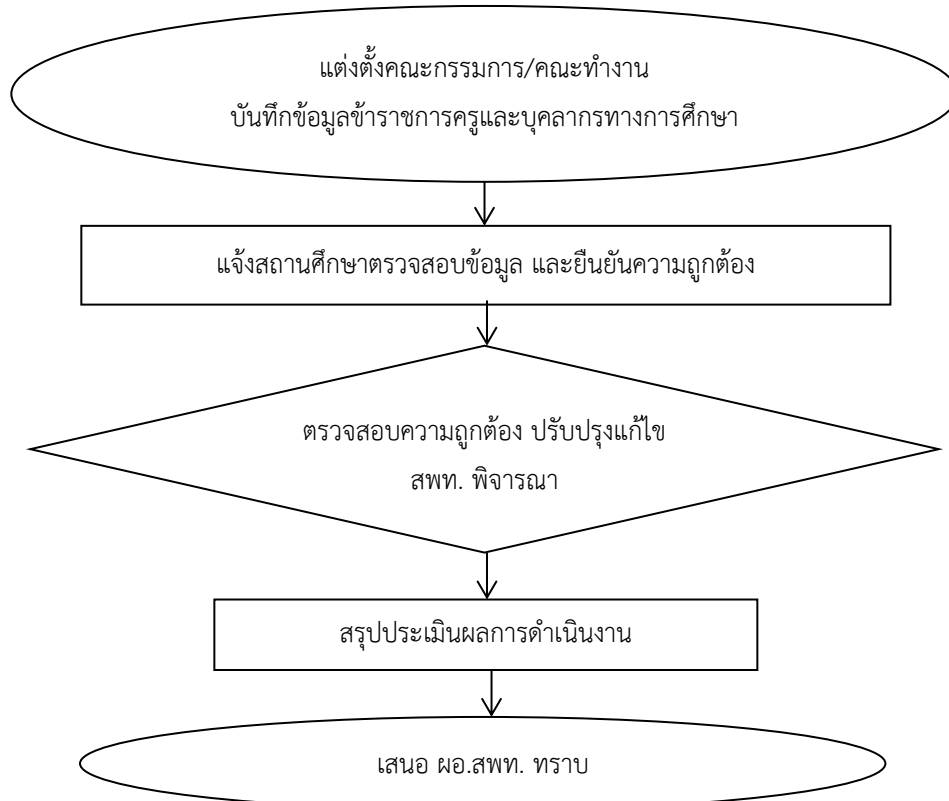 แต่งตั้งคณะกรรมการ/คณะทำงาน
บันทึกข้อมูลข้าราชการครูและบุคลากรทางการศึกษา
แจ้งสถานศึกษาตรวจสอบข้อมูล และยืนยันความถูกต้อง
ตรวจสอบความถูกต้อง ปรับปรุงแก้ไข
สพท. พิจารณา
สรุปประเมินผลการดำเนินงาน
เสนอ ผอ.สพท. ทราบ